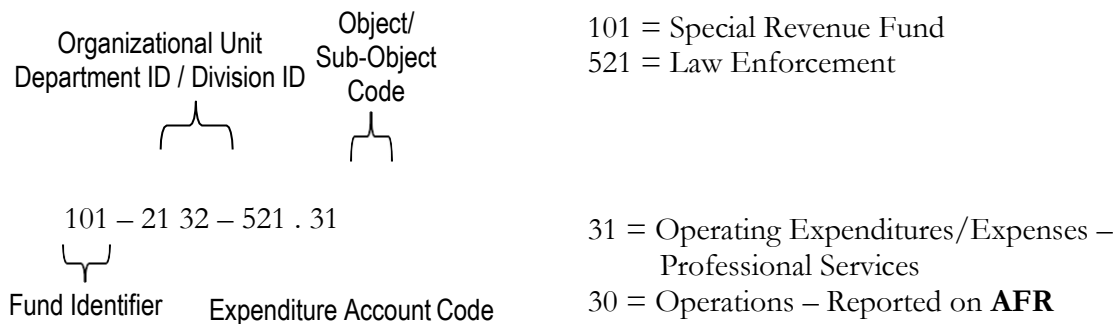 Organizational Unit
Department ID / Division ID
Object/
Sub-Object
Code
101 = Special Revenue Fund
521 = Law Enforcement
101 – 21 32 – 521 . 31
Fund Identifier
Expenditure Account Code
31 = Operating Expenditures/Expenses –
Professional Services
30 = Operations – Reported on AFR